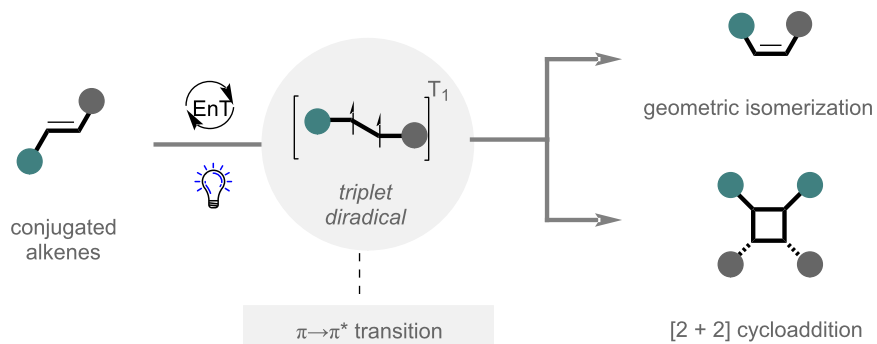 conjugated
alkenes
EnT
T1
triplet
diradical
π→π* transition
geometric isomerization
[2 + 2] cycloaddition